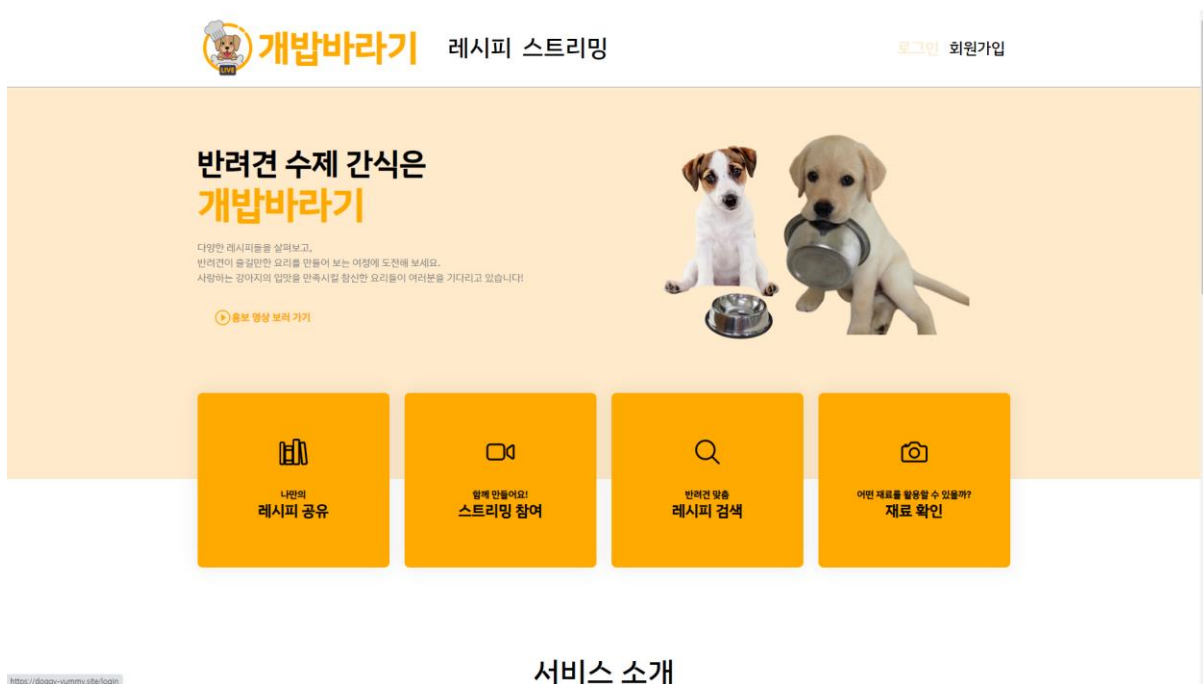 LIVE
개밥바라기
레시피 스트리밍
로그인 회원가입
반려견 수제 간식은
개밥바라기
다양한 레시피들을 살펴보고,
반려견이 즐길만한 요리를 만들어 보는 여정에 도전해 보세요.
사랑하는 강아지의 입맛을 만족시킬 참신한 요리들이 여러분을 기다리고 있습니다!
홍보 영상 보러 가기
나만의
레시피 공유
함께 만들어요!
스트리밍 참여
반려견 맞춤
레시피 검색
어떤 재료를 활용할 수 있을까?
재료 확인
서비스 소개
https://doggy-yummy.site/login